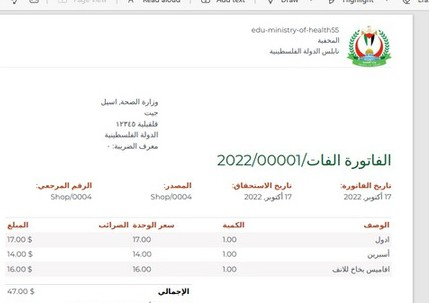 Page view
Read aloud
Add text
Draw
Highlight
edu-ministry-of-health55
المخفية
نابلس الدولة الفلسطينية
وزارة الصحة, اسيل
جيت
قلقيلية ١٢٣٤٥
الدولة الفلسطينية
معرف الضريبة: ٠
الفاتورة الفات/2022/00001
تاريخ الفاتورة: تاريخ الاستحقاق: المصدر: الرقم المرجعي:
17 أكتوبر, 2022 17 أكتوبر, 2022 Shop/0004 Shop/0004
الوصف الكمية سعر الوحدة الضرائب المبلغ
ادول 1.00 17.00 17.00 $
أسبرين 1.00 14.00 14.00 $
اقاميس بخاخ للانف 1.00 16.00 16.00 $
الإجمالي 47.00 $